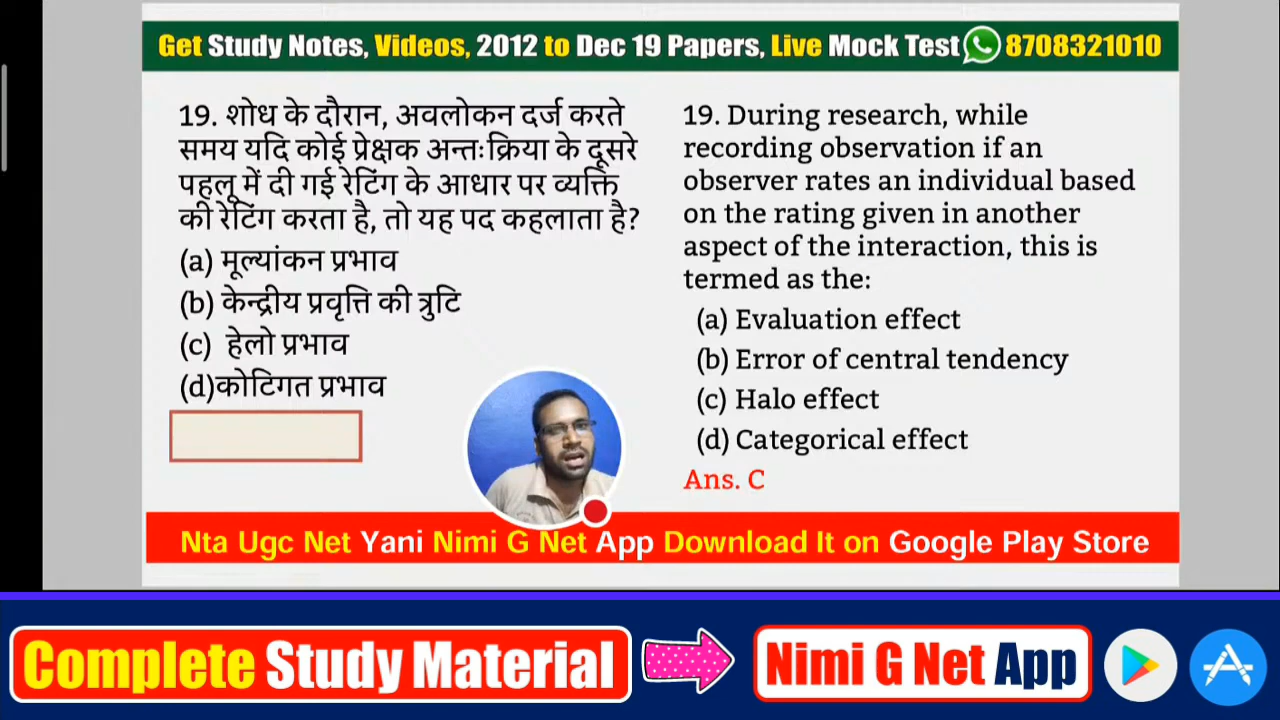 Get Study Notes, Videos, 2012 to Dec 19 Papers, Live Mock Test 8708321010
19. शोध के दौरान, अवलोकन दर्ज करते
समय यदि कोई प्रेक्षक अन्तःक्रिया के दूसरे
पहलू में दी गई रेटिंग के आधार पर व्यक्ति
की रेटिंग करता है, तो यह पद कहलाता है?
(a) मूल्यांकन प्रभाव
(b) केन्द्रीय प्रवृत्ति की त्रुटि
(c) हेलो प्रभाव
(d)कोटिगत प्रभाव
19. During research, while
recording observation if an
observer rates an individual based
on the rating given in another
aspect of the interaction, this is
termed as the:
(a) Evaluation effect
(b) Error of central tendency
(c) Halo effect
(d) Categorical effect
Ans. C
Nta Ugc Net Yani Nimi G Net App Download It on Google Play Store
Complete Study Material
Nimi G Net App